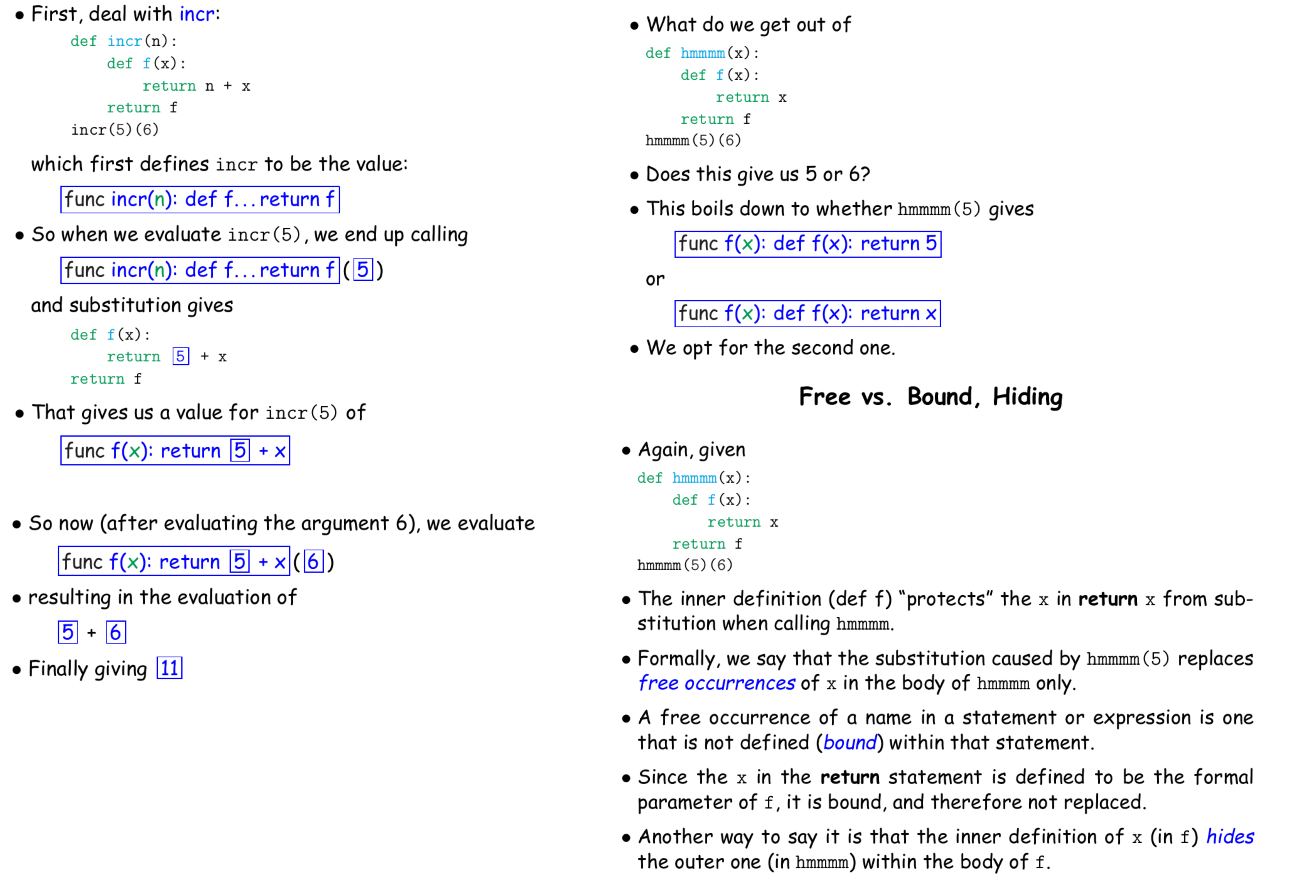 • First, deal with incr:
def incr(n):
    def f(x):
        return n + x
    return f
incr(5)(6)
which first defines incr to be the value:
func incr(n): def f...return f
• So when we evaluate incr(5), we end up calling
func incr(n): def f...return f ( 5 )
and substitution gives
def f(x):
    return 5 + x
return f
• That gives us a value for incr(5) of
func f(x): return 5 + x
• So now (after evaluating the argument 6), we evaluate
func f(x): return 5 + x ( 6 )
• resulting in the evaluation of
5 + 6
• Finally giving 11
• What do we get out of
def hmmmm(x):
    def f(x):
        return x
    return f
hmmmm(5)(6)
• Does this give us 5 or 6?
• This boils down to whether hmmmm(5) gives
func f(x): def f(x): return 5
or
func f(x): def f(x): return x
• We opt for the second one.
Free vs. Bound, Hiding
• Again, given
def hmmmm(x):
    def f(x):
        return x
    return f
hmmmm(5)(6)
• The inner definition (def f) “protects” the x in return x from sub-
stitution when calling hmmmm.
• Formally, we say that the substitution caused by hmmmm(5) replaces
free occurrences of x in the body of hmmmm only.
• A free occurrence of a name in a statement or expression is one
that is not defined (bound) within that statement.
• Since the x in the return statement is defined to be the formal
parameter of f, it is bound, and therefore not replaced.
• Another way to say it is that the inner definition of x (in f) hides
the outer one (in hmmmm) within the body of f.